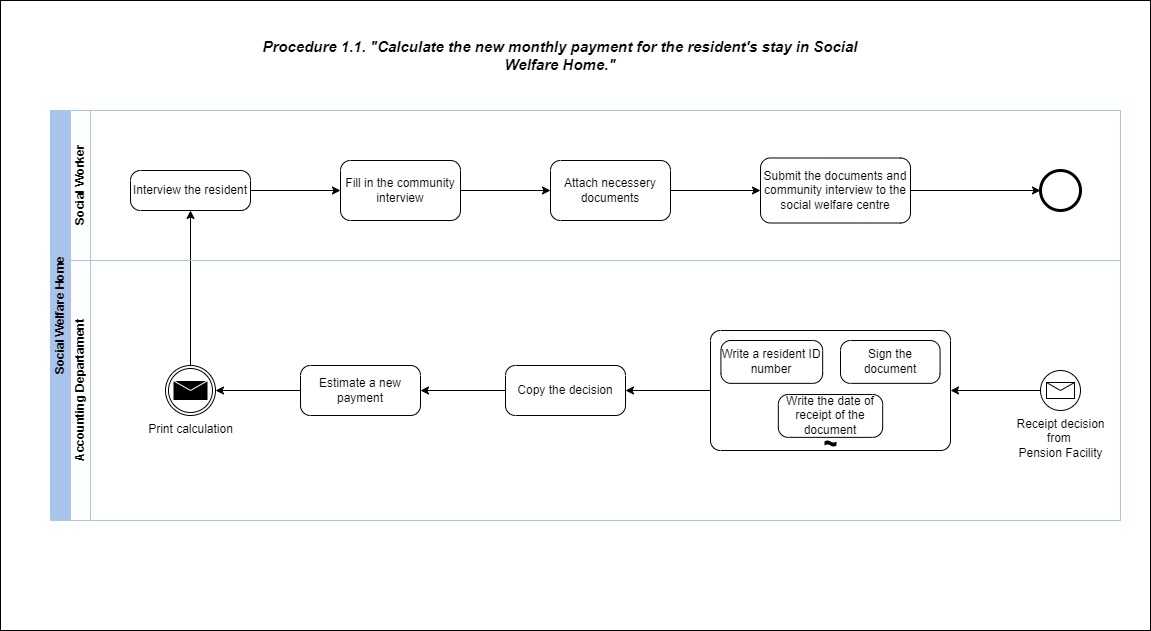 Procedure 1.1. "Calculate the new monthly payment for the resident's stay in Social
Welfare Home."
Social Welfare Home
Social Worker
Interview the resident
Fill in the community
interview
Attach necessery
documents
Submit the documents and
community interview to the
social welfare centre
Accounting Departament
Print calculation
Estimate a new
payment
Copy the decision
Write a resident ID
number
Sign the
document
Write the date of
receipt of the
document
Receipt decision
from
Pension Facility